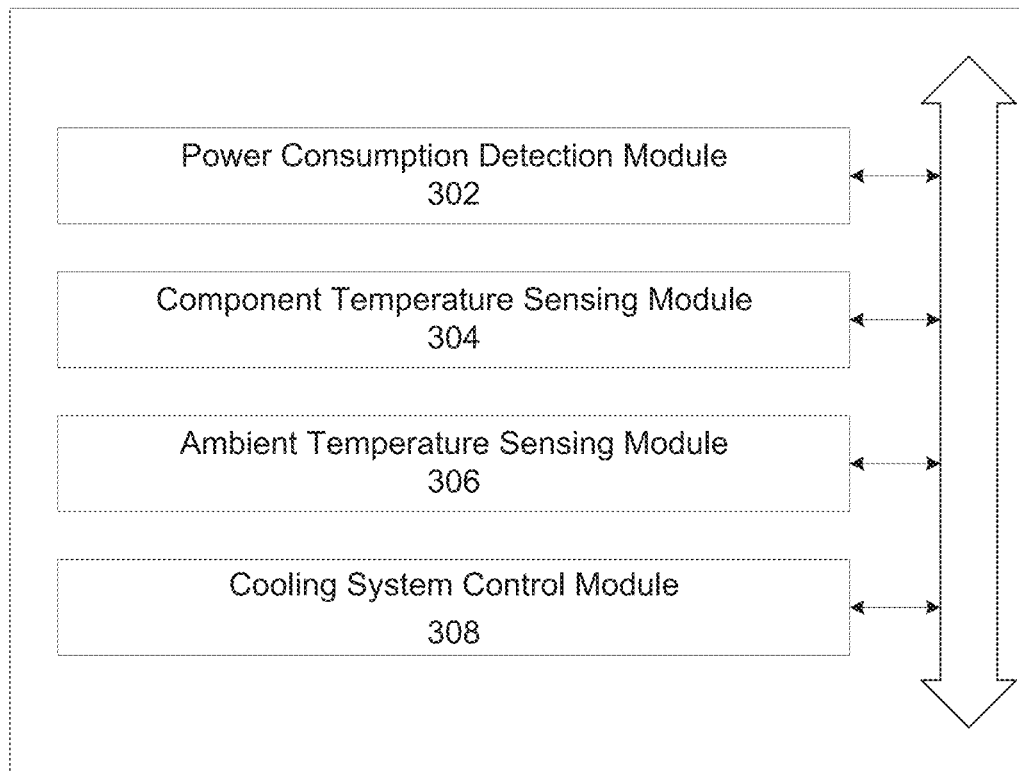 Power Consumption Detection Module
302
Component Temperature Sensing Module
304
Ambient Temperature Sensing Module
306
Cooling System Control Module
308